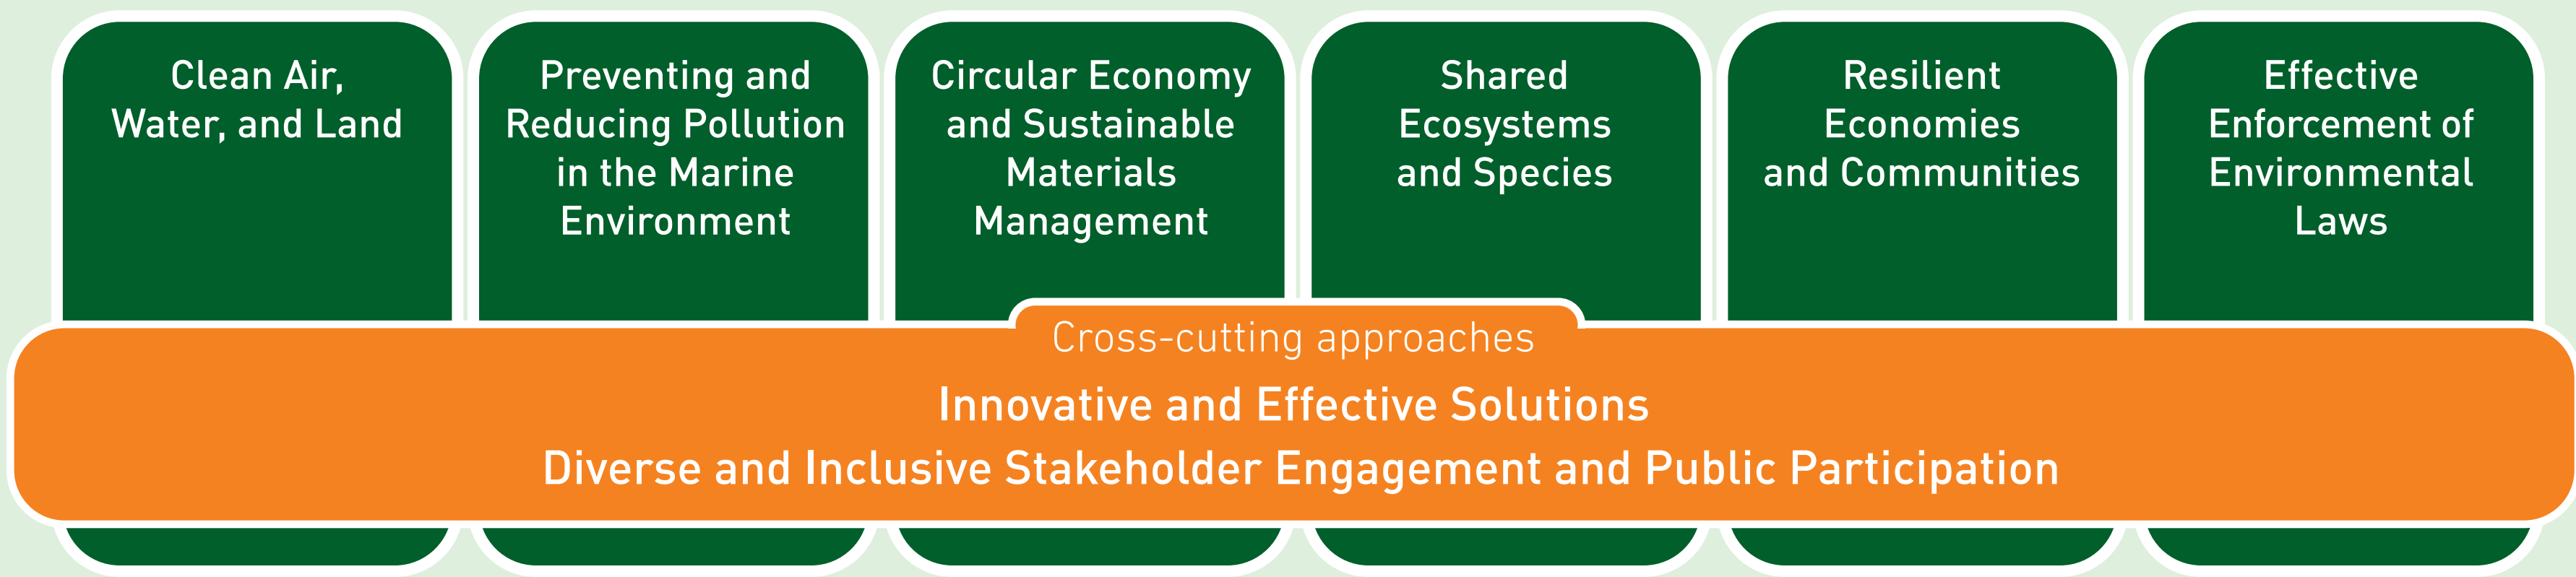 Clean Air,
Water, and Land
Preventing and
Reducing Pollution
in the Marine
Environment
Circular Economy
and Sustainable
Materials
Management
Shared
Ecosystems
and Species
Resilient
Economies
and Communities
Effective
Enforcement of
Environmental
Laws
Cross-cutting approaches
Innovative and Effective Solutions
Diverse and Inclusive Stakeholder Engagement and Public Participation